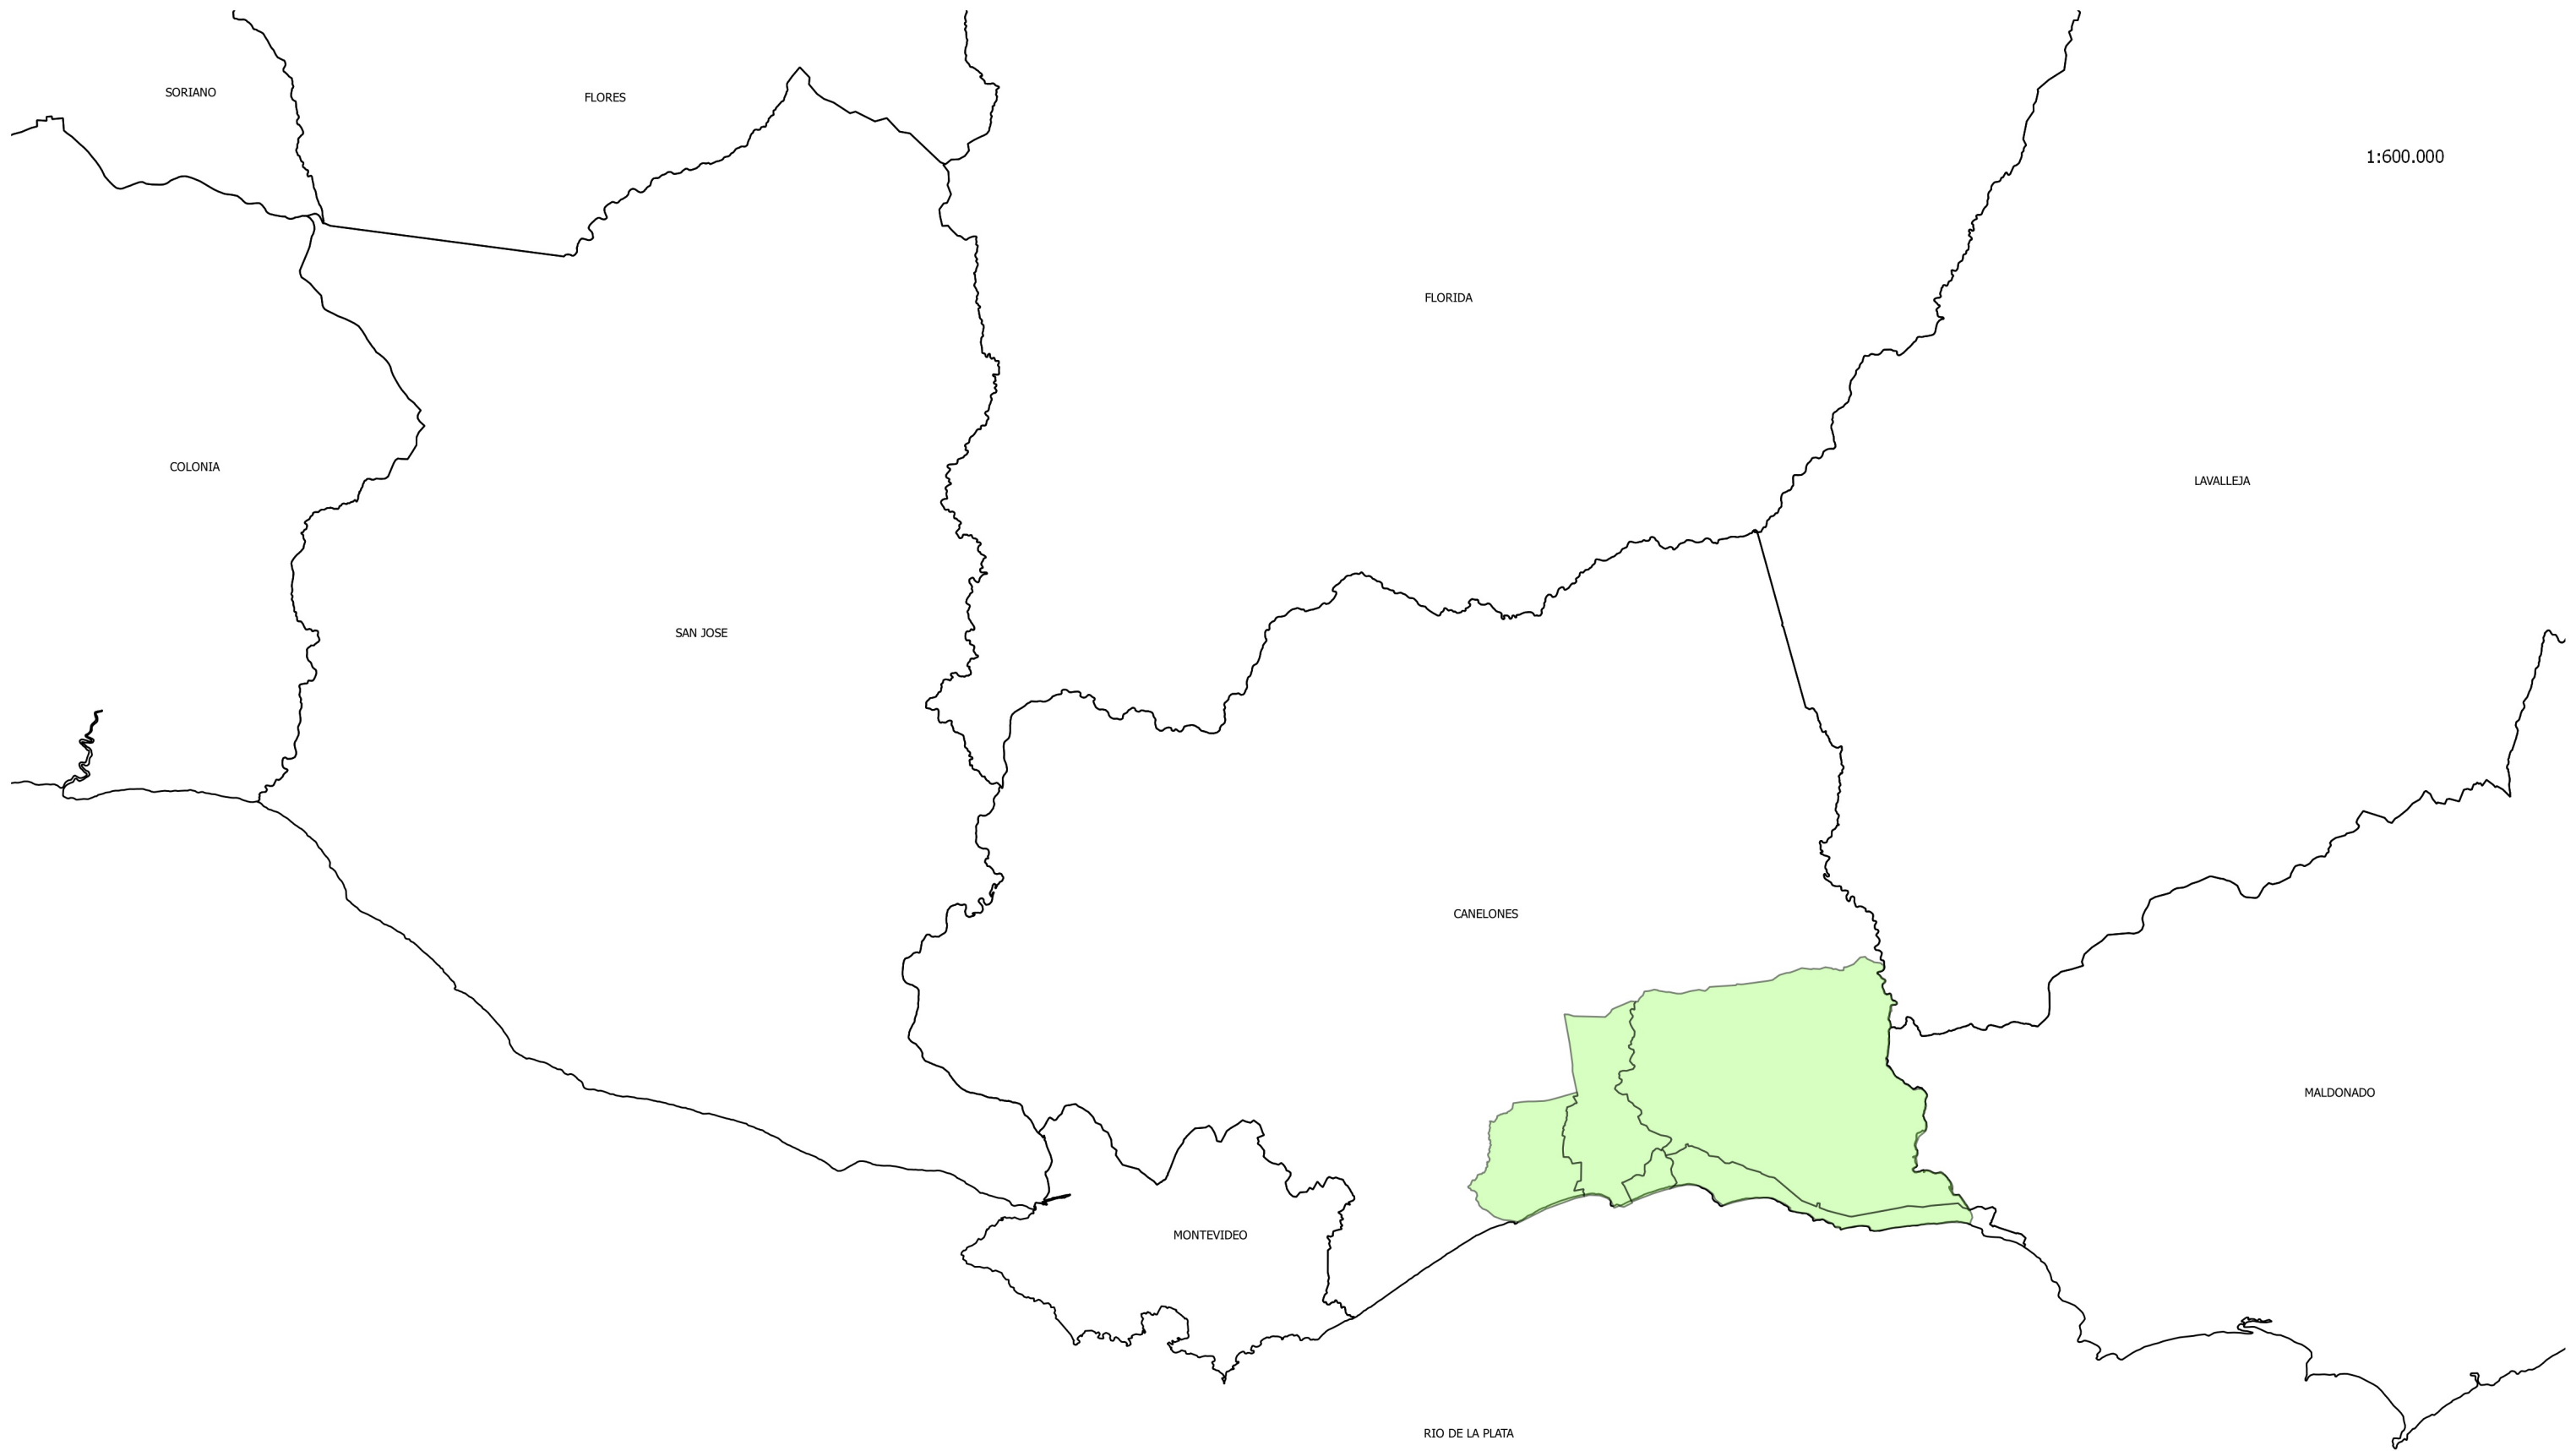 SORIANO
FLORES
1:600.000
FLORIDA
COLONIA
LAVALLEJA
SAN JOSE
CANELONES
MALDONADO
MONTEVIDEO
RIO DE LA PLATA